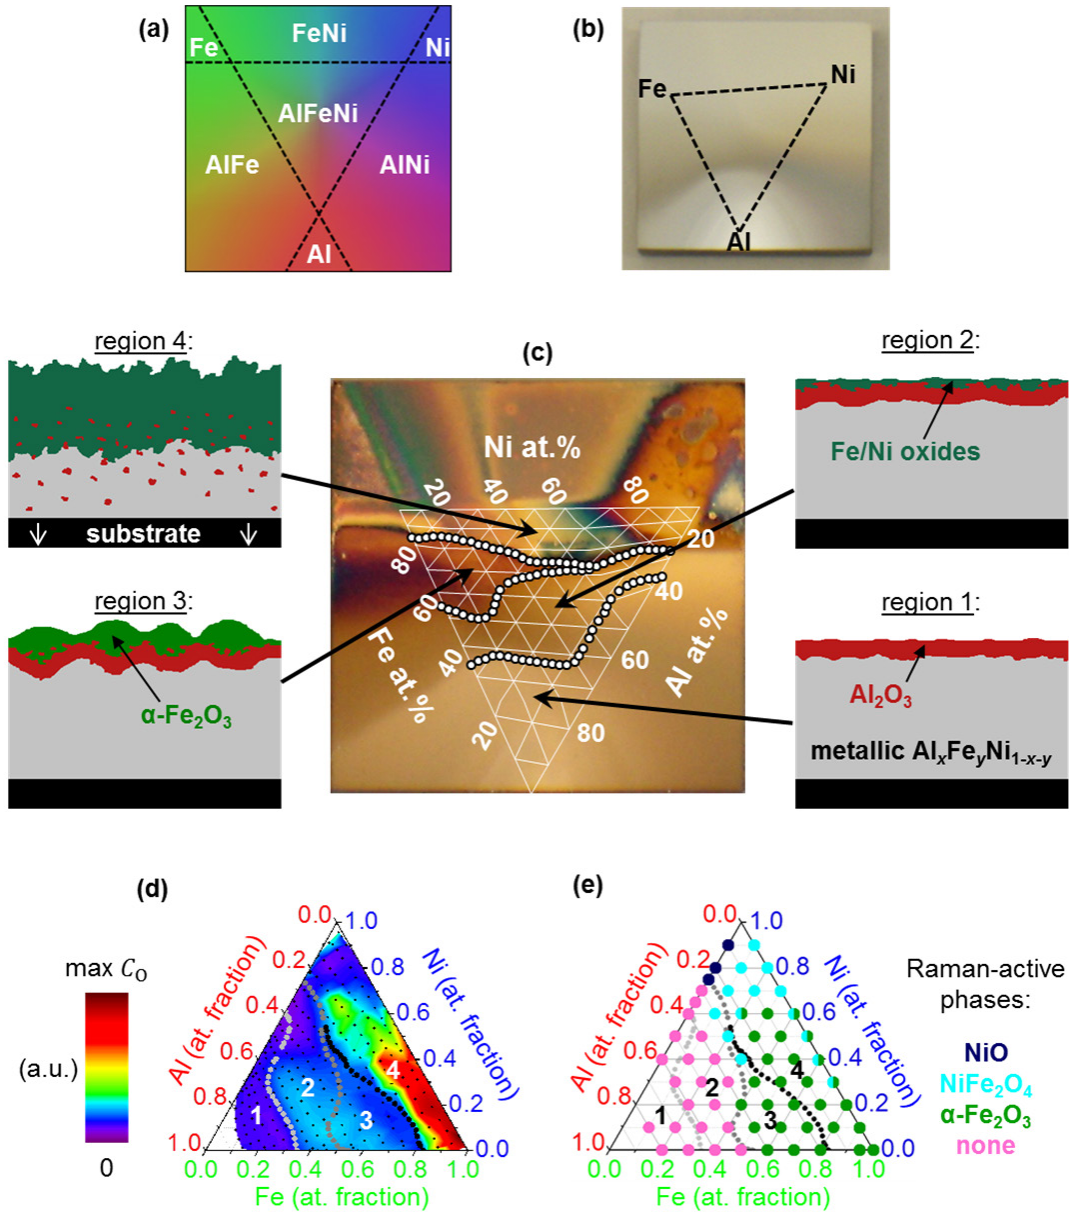 (a)
Fe
FeNi
Ni
AlFeNi
AlFe
AlNi
Al
(b)
Fe
Ni
Al
region 4:
substrate
region 3:
α-Fe₂O₃
(c)
Ni at.%
20
40
60
80
80
60
40
20
Fe at.%
20
40
60
80
Al at.%
region 2:
Fe/Ni oxides
region 1:
Al₂O₃
metallic AlₓFeᵧNi₁₋ₓ₋ᵧ
(d)
max C_O
(a.u.)
0
0.0
0.2
0.4
0.6
0.8
1.0
Al (at. fraction)
1.0
0.8
0.6
0.4
0.2
0.0
Ni (at. fraction)
1
2
3
4
0.0 0.2 0.4 0.6 0.8 1.0
Fe (at. fraction)
(e)
0.0
0.2
0.4
0.6
0.8
1.0
Al (at. fraction)
1.0
0.8
0.6
0.4
0.2
0.0
Ni (at. fraction)
1
2
3
4
0.0 0.2 0.4 0.6 0.8 1.0
Fe (at. fraction)
Raman-active
phases:
NiO
NiFe₂O₄
α-Fe₂O₃
none